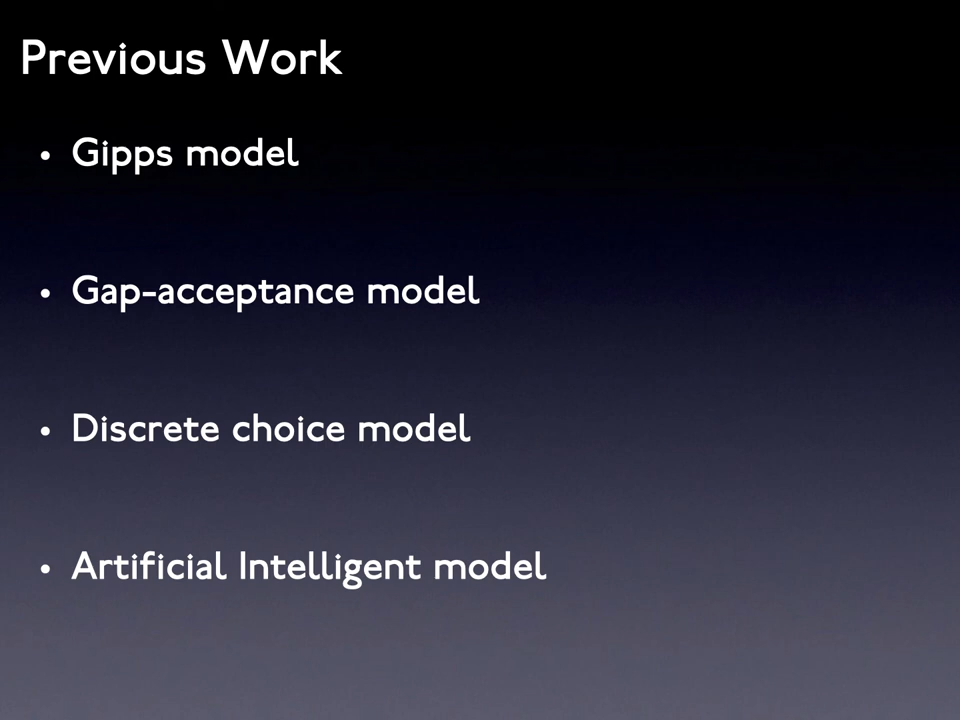 Previous Work
• Gipps model
• Gap-acceptance model
• Discrete choice model
• Artificial Intelligent model